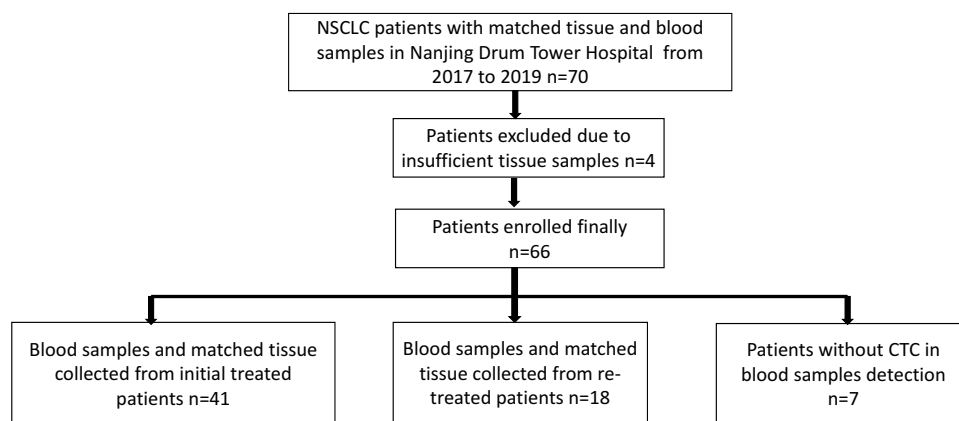 NSCLC patients with matched tissue and blood
samples in Nanjing Drum Tower Hospital from
2017 to 2019 n=70
Patients excluded due to
insufficient tissue samples n=4
Patients enrolled finally
n=66
Blood samples and matched tissue
collected from initial treated
patients n=41
Blood samples and matched
tissue collected from re-
treated patients n=18
Patients without CTC in
blood samples detection
n=7